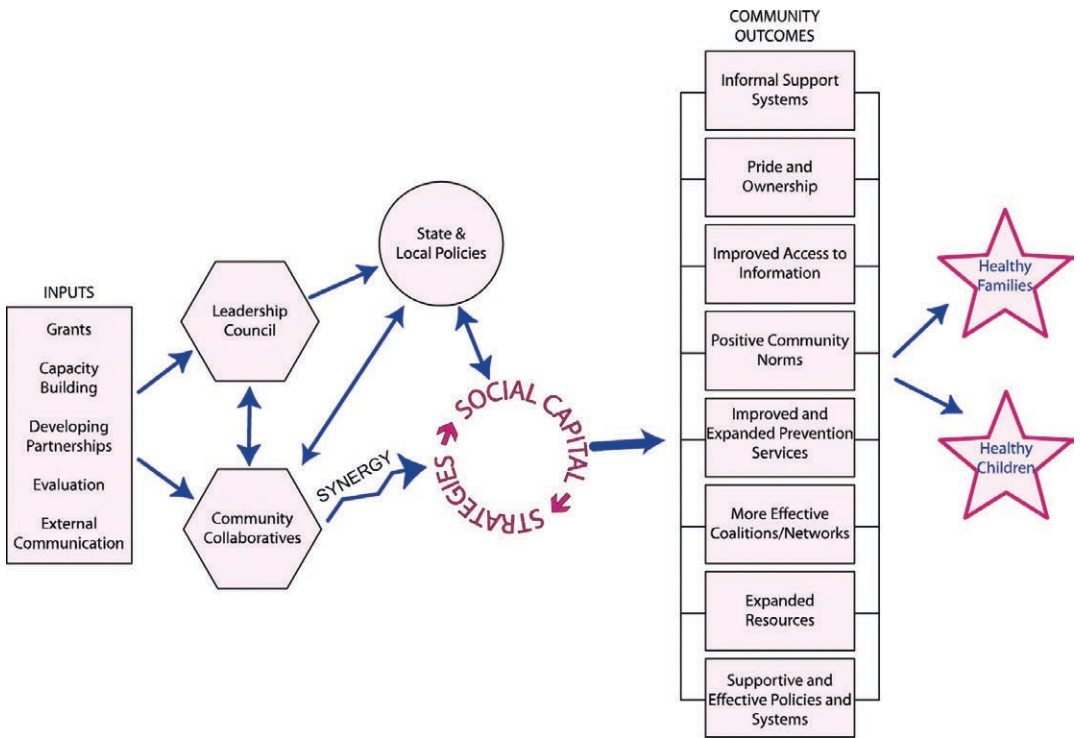 INPUTS
Grants
Capacity
Building
Developing
Partnerships
Evaluation
External
Communication
Leadership
Council
Community
Collaboratives
State &
Local Policies
SYNERGY
SOCIAL CAPITAL
STRATEGIES
COMMUNITY
OUTCOMES
Informal Support
Systems
Pride and
Ownership
Improved Access to
Information
Positive Community
Norms
Improved and
Expanded Prevention
Services
More Effective
Coalitions/Networks
Expanded
Resources
Supportive and
Effective Policies and
Systems
Healthy
Families
Healthy
Children